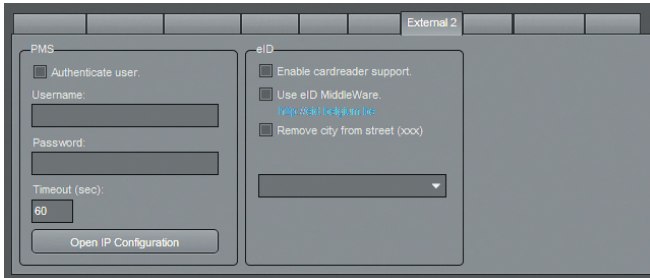 External 2
PMS
Authenticate user.
Username:
Password:
Timeout (sec):
60
Open IP Configuration
eID
Enable cardreader support.
Use eID MiddleWare.
Remove city from street (xxx)